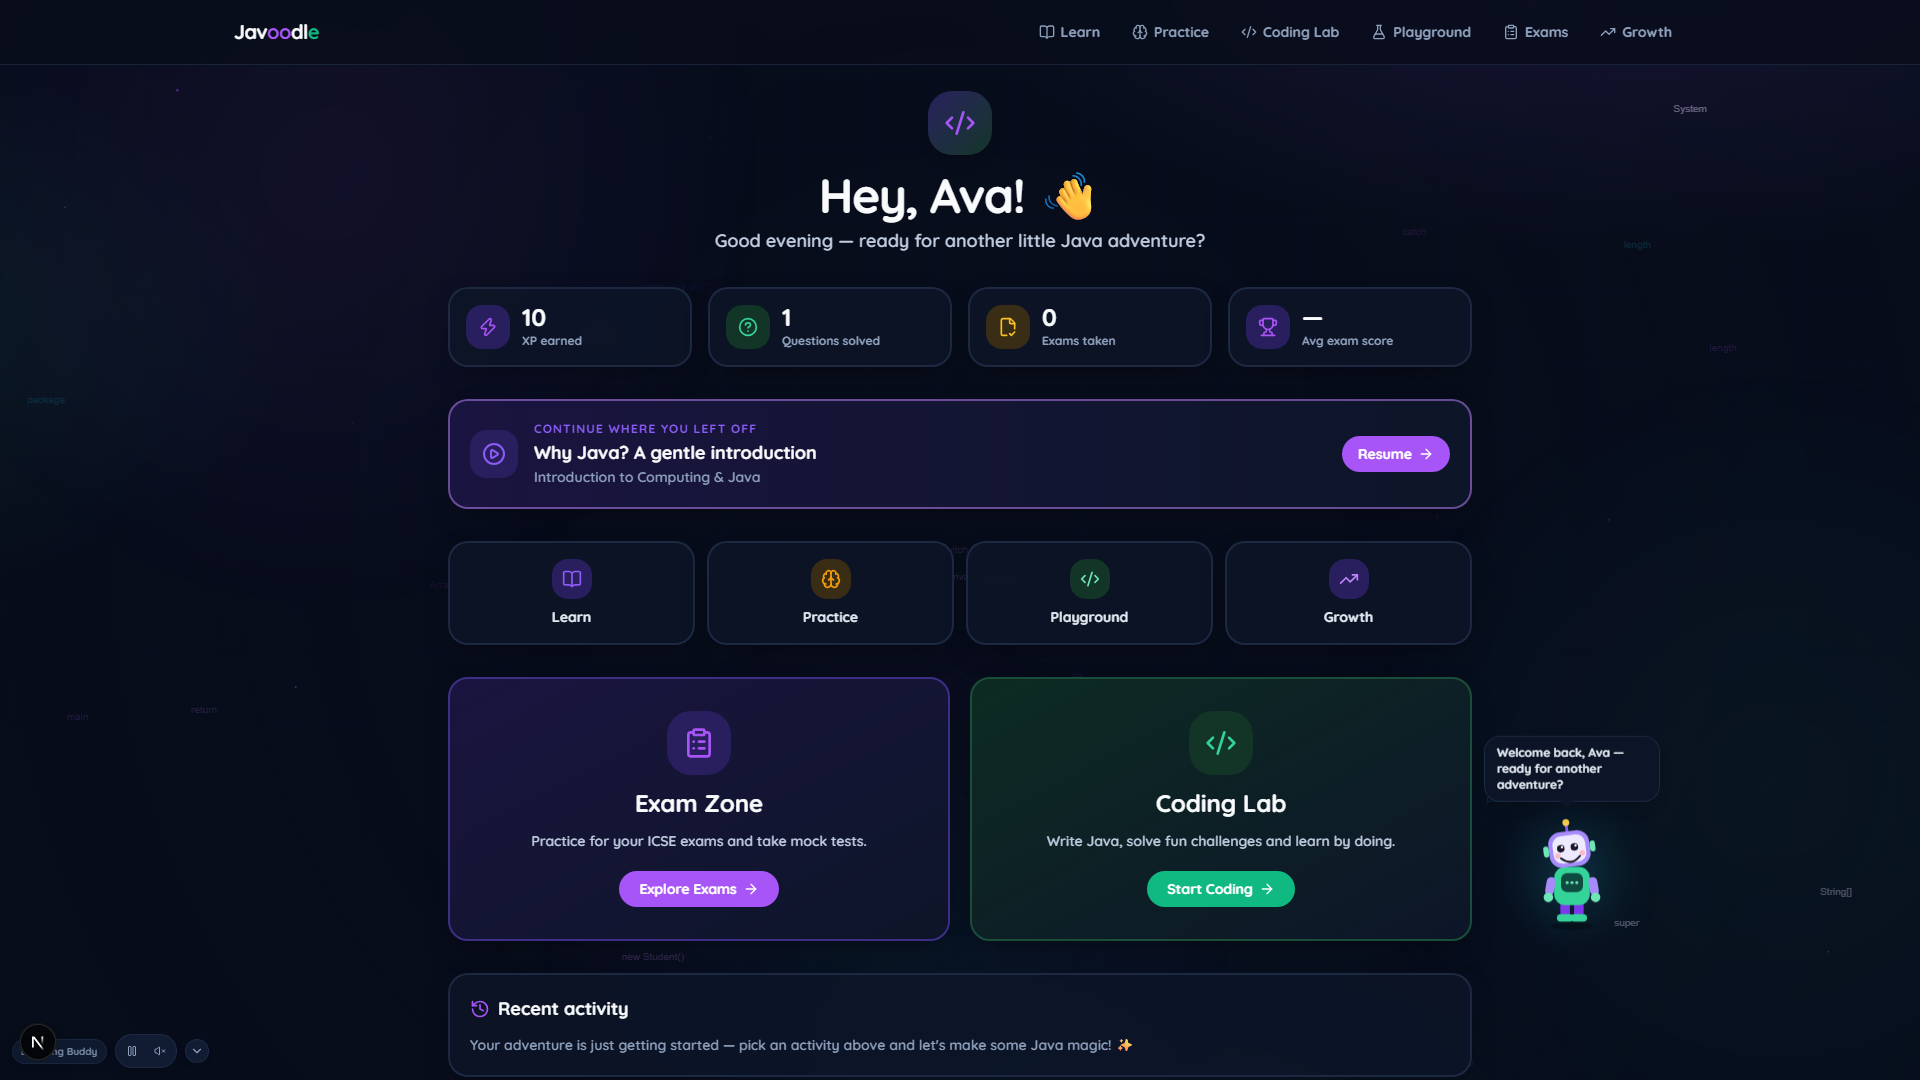 Javoodle
Learn
Practice
Coding Lab
Playground
Exams
Growth
System
Hey, Ava!
catch
length
Good evening — ready for another little Java adventure?
10
XP earned
1
Questions solved
0
Exams taken
—
Avg exam score
length
package
CONTINUE WHERE YOU LEFT OFF
Why Java? A gentle introduction
Introduction to Computing & Java
Resume
Learn
Practice
Playground
Growth
main
return
Exam Zone
Practice for your ICSE exams and take mock tests.
Explore Exams
Coding Lab
Write Java, solve fun challenges and learn by doing.
Start Coding
Welcome back, Ava —
ready for another
adventure?
String[]
super
new Student()
Recent activity
Your adventure is just getting started — pick an activity above and let's make some Java magic!
N
ng Buddy